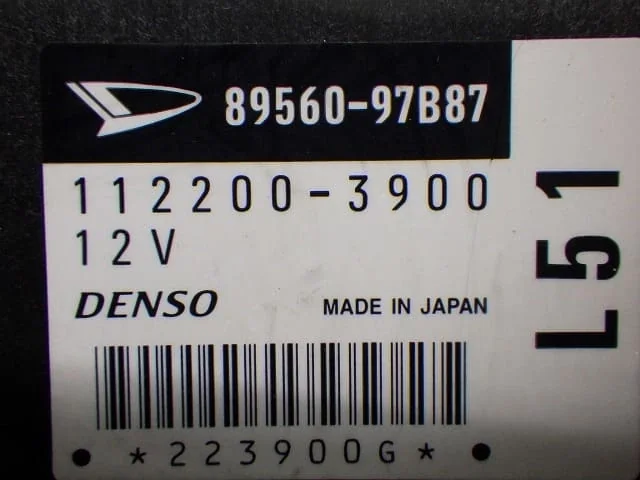 89560-97B87
112200-3900
12V
DENSO MADE IN JAPAN
*223900G*
L51